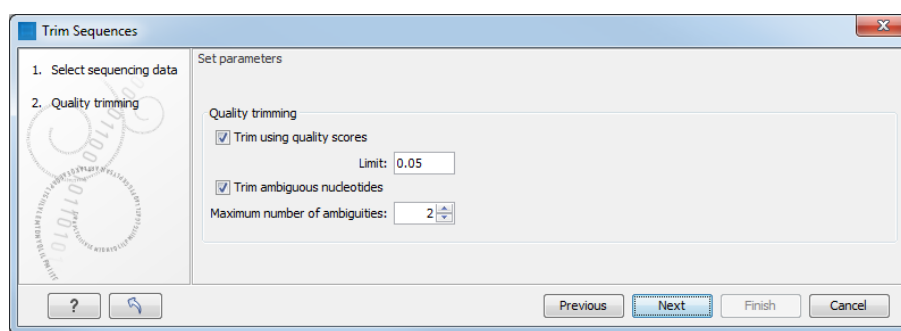 Trim Sequences
1. Select sequencing data
2. Quality trimming
Set parameters
Quality trimming
Trim using quality scores
Limit: 0.05
Trim ambiguous nucleotides
Maximum number of ambiguities: 2
? Previous Next Finish Cancel